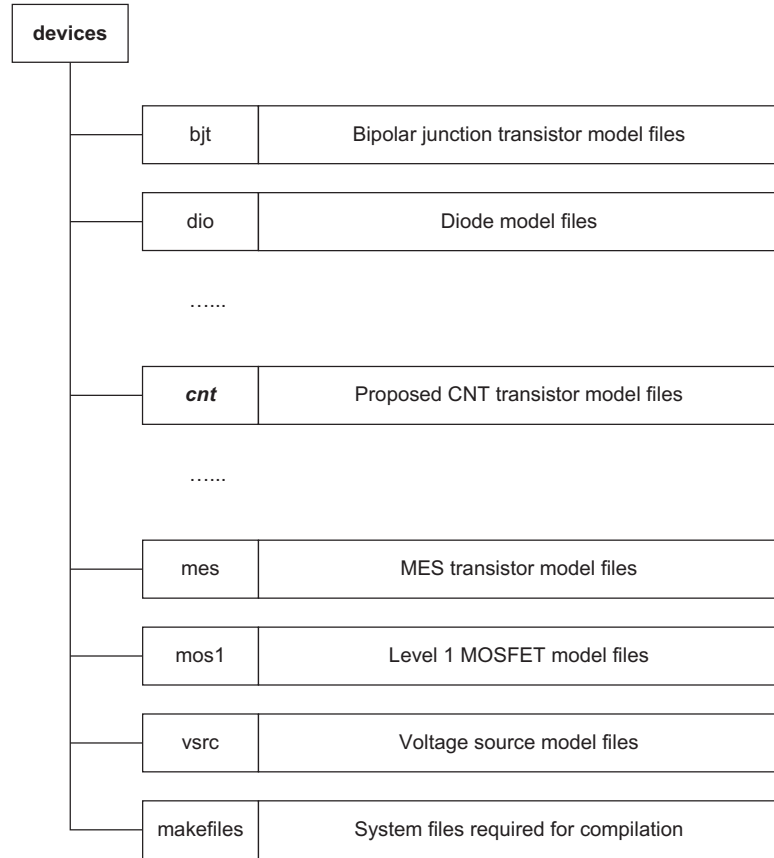 devices
bjt Bipolar junction transistor model files
dio Diode model files
…...
cnt Proposed CNT transistor model files
…...
mes MES transistor model files
mos1 Level 1 MOSFET model files
vsrc Voltage source model files
makefiles System files required for compilation